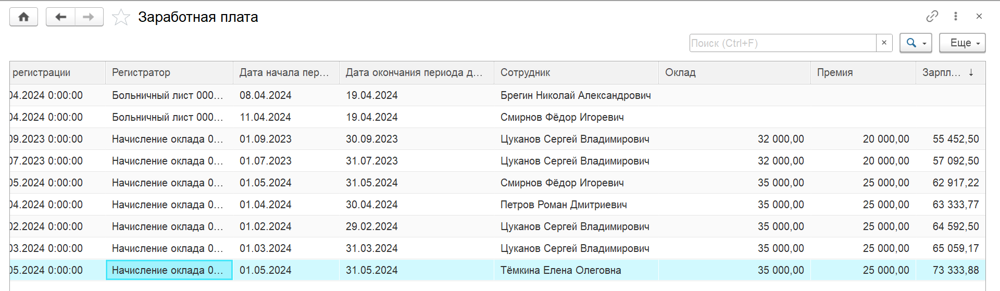 Заработная плата
Поиск (Ctrl+F) × Еще
регистрации Регистратор Дата начала пер... Дата окончания периода д... Сотрудник Оклад Премия Зарпл... ↓
04.2024 0:00:00 Больничный лист 000... 08.04.2024 19.04.2024 Брегин Николай Александрович
04.2024 0:00:00 Больничный лист 000... 11.04.2024 19.04.2024 Смирнов Фёдор Игоревич
09.2023 0:00:00 Начисление оклада 0... 01.09.2023 30.09.2023 Цуканов Сергей Владимирович 32 000,00 20 000,00 55 452,50
07.2023 0:00:00 Начисление оклада 0... 01.07.2023 31.07.2023 Цуканов Сергей Владимирович 32 000,00 20 000,00 57 092,50
05.2024 0:00:00 Начисление оклада 0... 01.05.2024 31.05.2024 Смирнов Фёдор Игоревич 35 000,00 25 000,00 62 917,22
04.2024 0:00:00 Начисление оклада 0... 01.04.2024 30.04.2024 Петров Роман Дмитриевич 35 000,00 25 000,00 63 333,77
02.2024 0:00:00 Начисление оклада 0... 01.02.2024 29.02.2024 Цуканов Сергей Владимирович 35 000,00 25 000,00 64 592,50
03.2024 0:00:00 Начисление оклада 0... 01.03.2024 31.03.2024 Цуканов Сергей Владимирович 35 000,00 25 000,00 65 059,17
05.2024 0:00:00 Начисление оклада 0... 01.05.2024 31.05.2024 Тёмкина Елена Олеговна 35 000,00 25 000,00 73 333,88